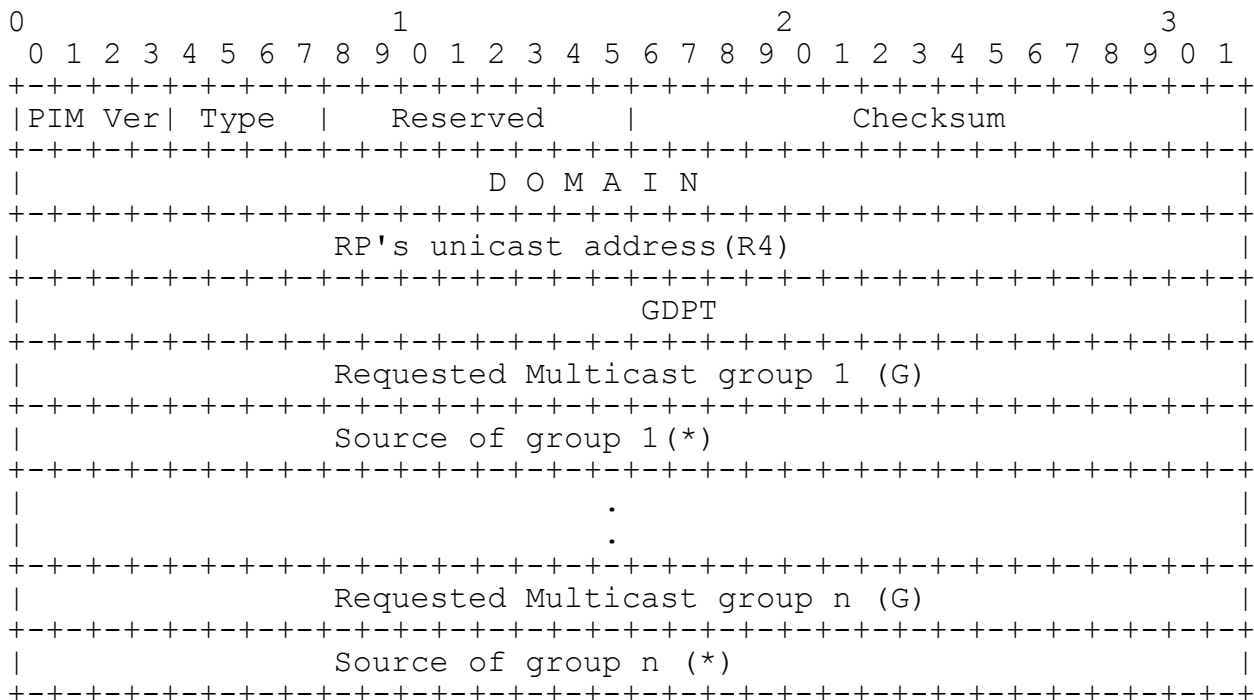 0                   1                   2                   3
 0 1 2 3 4 5 6 7 8 9 0 1 2 3 4 5 6 7 8 9 0 1 2 3 4 5 6 7 8 9 0 1
+-+-+-+-+-+-+-+-+-+-+-+-+-+-+-+-+-+-+-+-+-+-+-+-+-+-+-+-+-+-+-+-+
|PIM Ver| Type  |   Reserved    |           Checksum            |
+-+-+-+-+-+-+-+-+-+-+-+-+-+-+-+-+-+-+-+-+-+-+-+-+-+-+-+-+-+-+-+-+
|                        D O M A I N                            |
+-+-+-+-+-+-+-+-+-+-+-+-+-+-+-+-+-+-+-+-+-+-+-+-+-+-+-+-+-+-+-+-+
|                RP's unicast address(R4)                       |
+-+-+-+-+-+-+-+-+-+-+-+-+-+-+-+-+-+-+-+-+-+-+-+-+-+-+-+-+-+-+-+-+
|                                GDPT                           |
+-+-+-+-+-+-+-+-+-+-+-+-+-+-+-+-+-+-+-+-+-+-+-+-+-+-+-+-+-+-+-+-+
|                Requested Multicast group 1 (G)                |
+-+-+-+-+-+-+-+-+-+-+-+-+-+-+-+-+-+-+-+-+-+-+-+-+-+-+-+-+-+-+-+-+
|                Source of group 1(*)                           |
+-+-+-+-+-+-+-+-+-+-+-+-+-+-+-+-+-+-+-+-+-+-+-+-+-+-+-+-+-+-+-+-+
|                              .                                |
|                              .                                |
+-+-+-+-+-+-+-+-+-+-+-+-+-+-+-+-+-+-+-+-+-+-+-+-+-+-+-+-+-+-+-+-+
|                Requested Multicast group n (G)                |
+-+-+-+-+-+-+-+-+-+-+-+-+-+-+-+-+-+-+-+-+-+-+-+-+-+-+-+-+-+-+-+-+
|                Source of group n (*)                          |
+-+-+-+-+-+-+-+-+-+-+-+-+-+-+-+-+-+-+-+-+-+-+-+-+-+-+-+-+-+-+-+-+